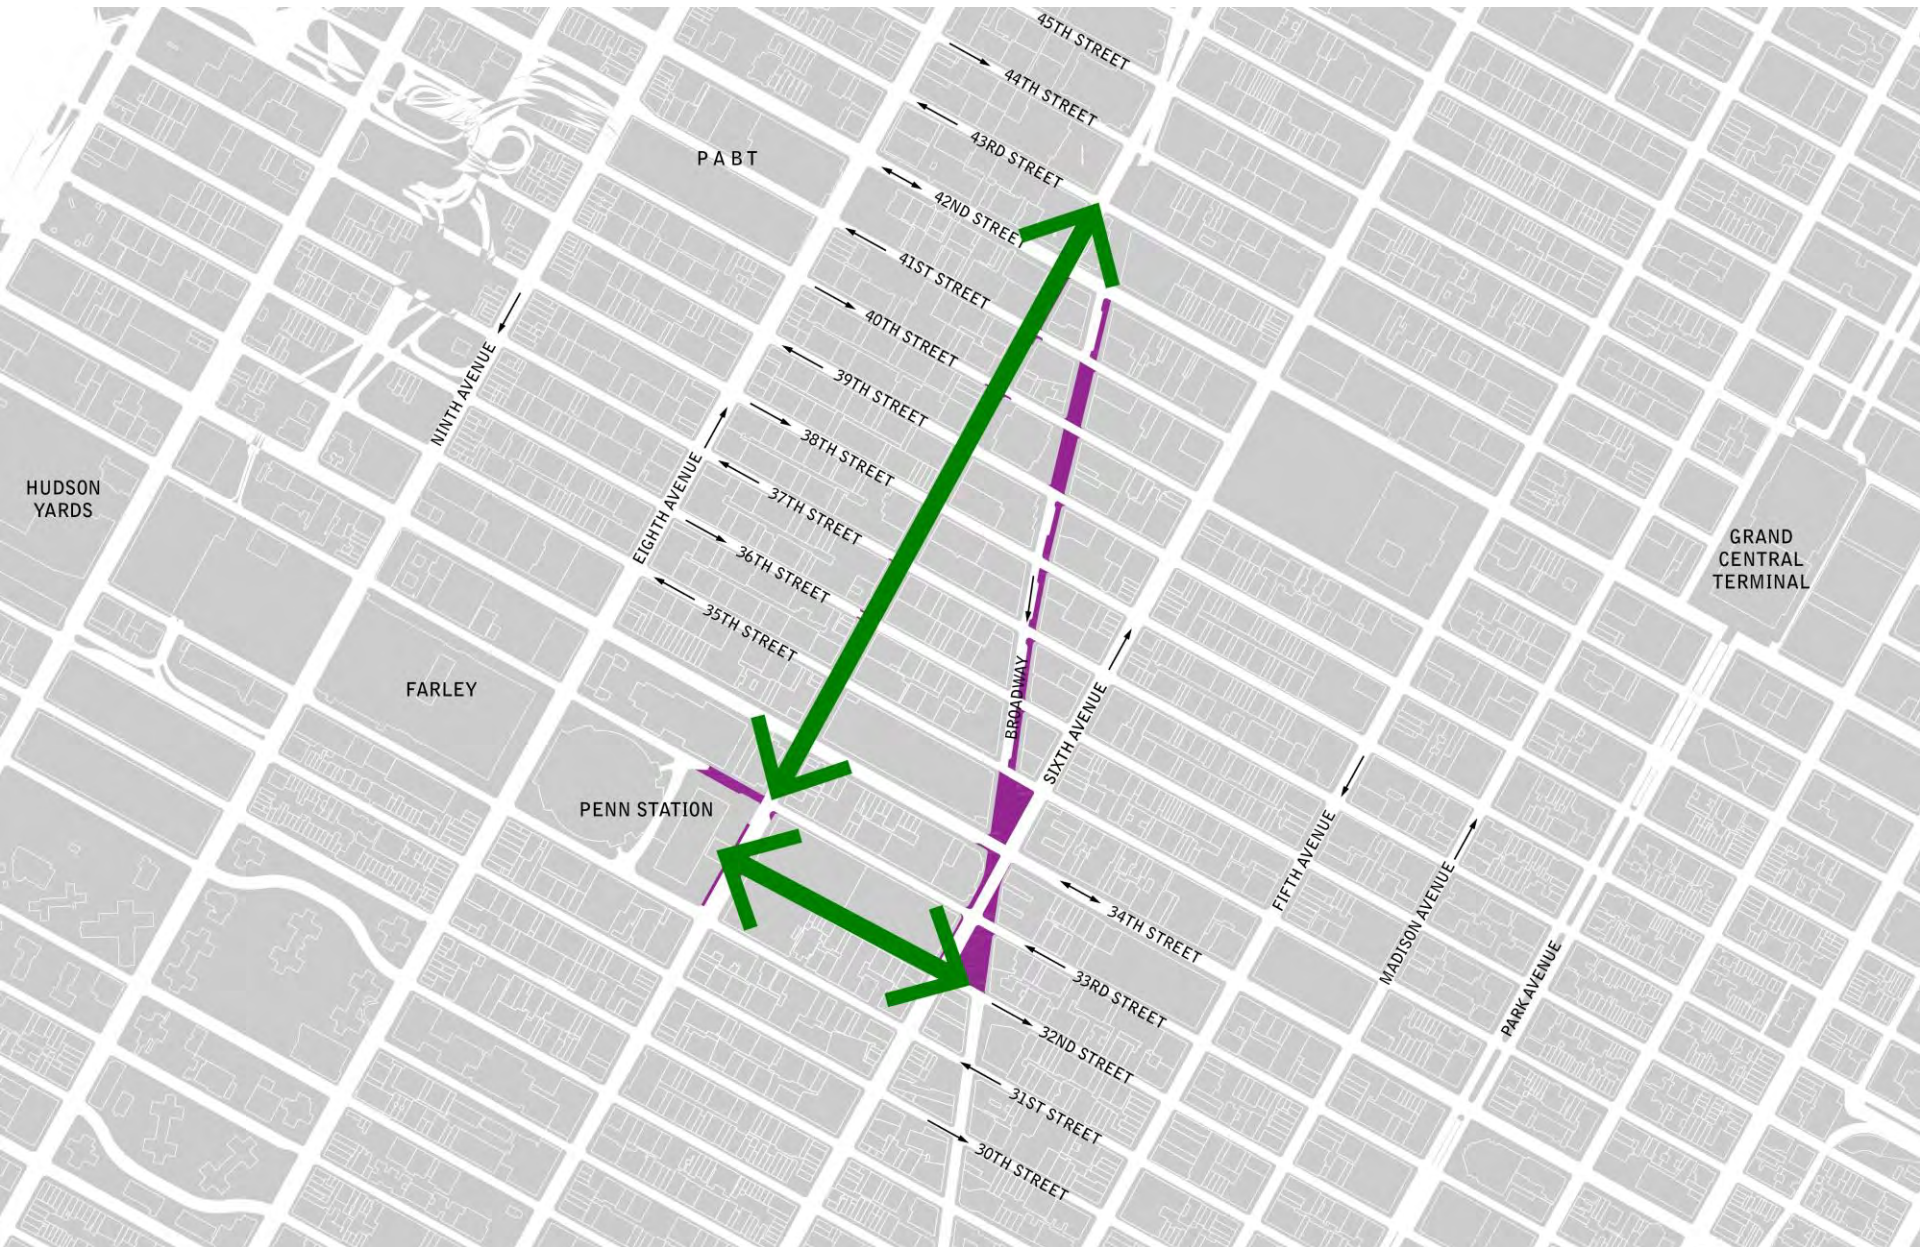 45TH STREET
44TH STREET
43RD STREET
PABT
42ND STREET
41ST STREET
40TH STREET
39TH STREET
NINTH AVENUE
38TH STREET
EIGHTH AVENUE
37TH STREET
HUDSON
YARDS
36TH STREET
GRAND
CENTRAL
TERMINAL
35TH STREET
FARLEY
BROADWAY
SIXTH AVENUE
PENN STATION
FIFTH AVENUE
34TH STREET
MADISON AVENUE
33RD STREET
PARK AVENUE
32ND STREET
31ST STREET
30TH STREET